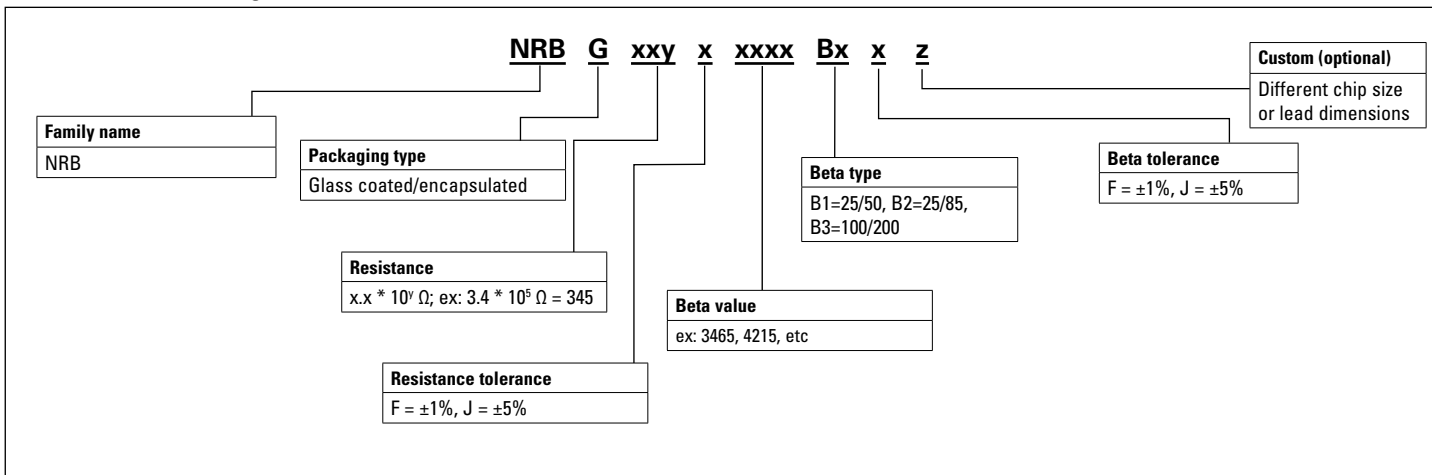 NRB G xxy x xxxx Bx x z
Custom (optional)
Different chip size
or lead dimensions
Family name
NRB
Packaging type
Glass coated/encapsulated
Beta type
B1=25/50, B2=25/85,
B3=100/200
Beta tolerance
F = ±1%, J = ±5%
Resistance
x.x * 10ʸ Ω; ex: 3.4 * 10⁵ Ω = 345
Beta value
ex: 3465, 4215, etc
Resistance tolerance
F = ±1%, J = ±5%